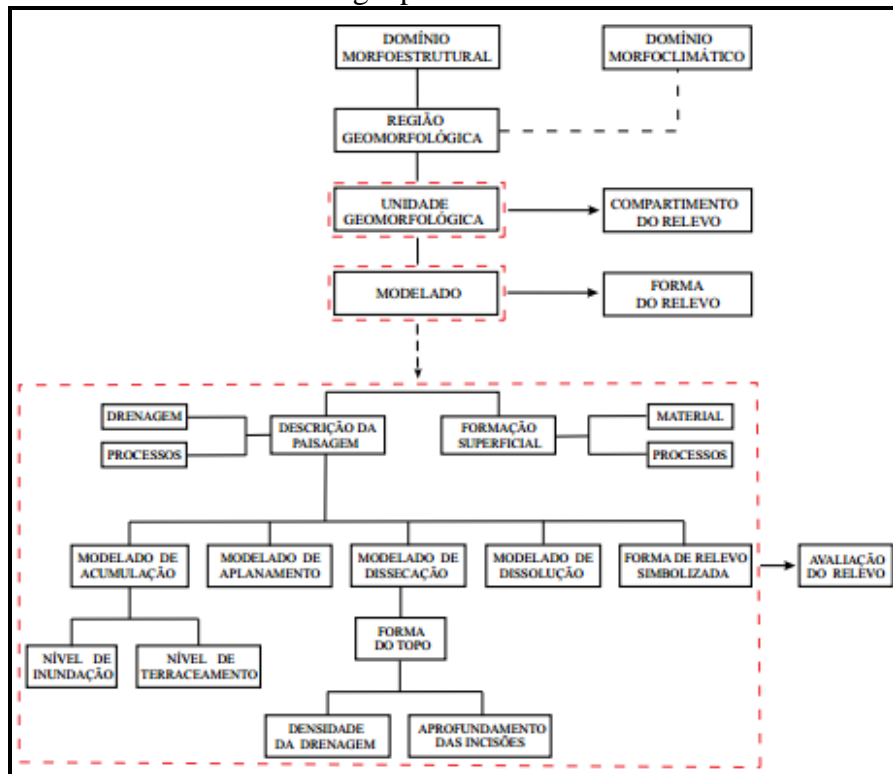 DOMÍNIO
MORFOESTRUTURAL
DOMÍNIO
MORFOCLIMÁTICO
REGIÃO
GEOMORFOLÓGICA
UNIDADE
GEOMORFOLÓGICA
COMPARTIMENTO
DO RELEVO
MODELADO
FORMA
DO RELEVO
DRENAGEM
PROCESSOS
DESCRIÇÃO DA
PAISAGEM
FORMAÇÃO
SUPERFICIAL
MATERIAL
PROCESSOS
MODELADO DE
ACUMULAÇÃO
MODELADO DE
APLANAMENTO
MODELADO DE
DISSECAÇÃO
MODELADO DE
DISSOLUÇÃO
FORMA DE RELEVO
SIMBOLIZADA
AVALIAÇÃO
DO RELEVO
NÍVEL DE
INUNDAÇÃO
NÍVEL DE
TERRACEAMENTO
FORMA
DO TOPO
DENSIDADE
DA DRENAGEM
APROFUNDAMENTO
DAS INCISÕES